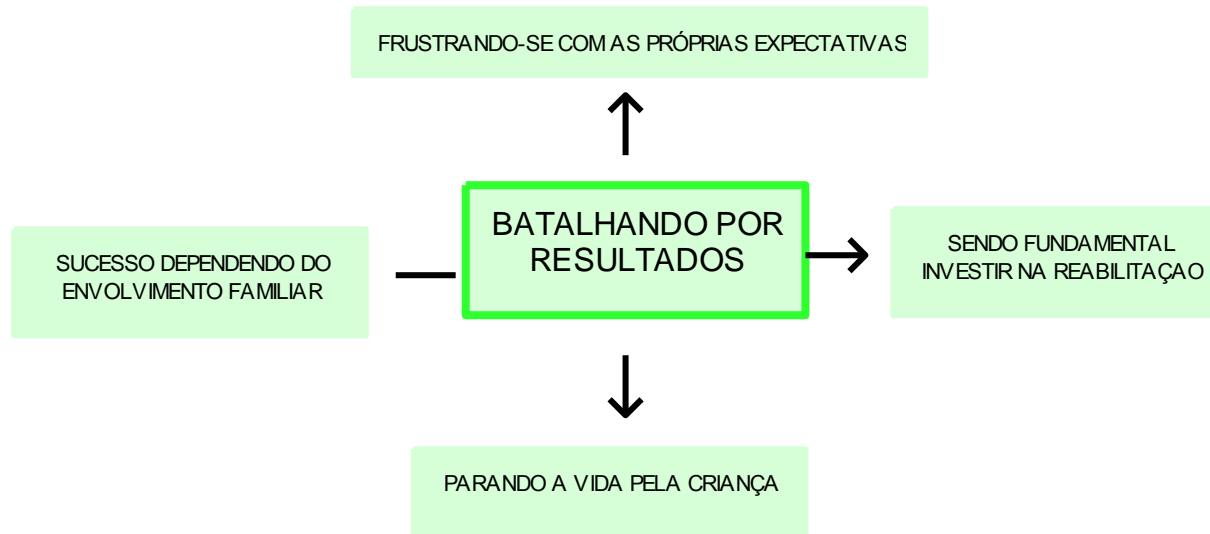 FRUSTRANDO-SE COM AS PRÓPRIAS EXPECTATIVAS
BATALHANDO POR
RESULTADOS
SUCESSO DEPENDENDO DO
ENVOLVIMENTO FAMILIAR
SENDO FUNDAMENTAL
INVESTIR NA REABILITAÇAO
PARANDO A VIDA PELA CRIANÇA